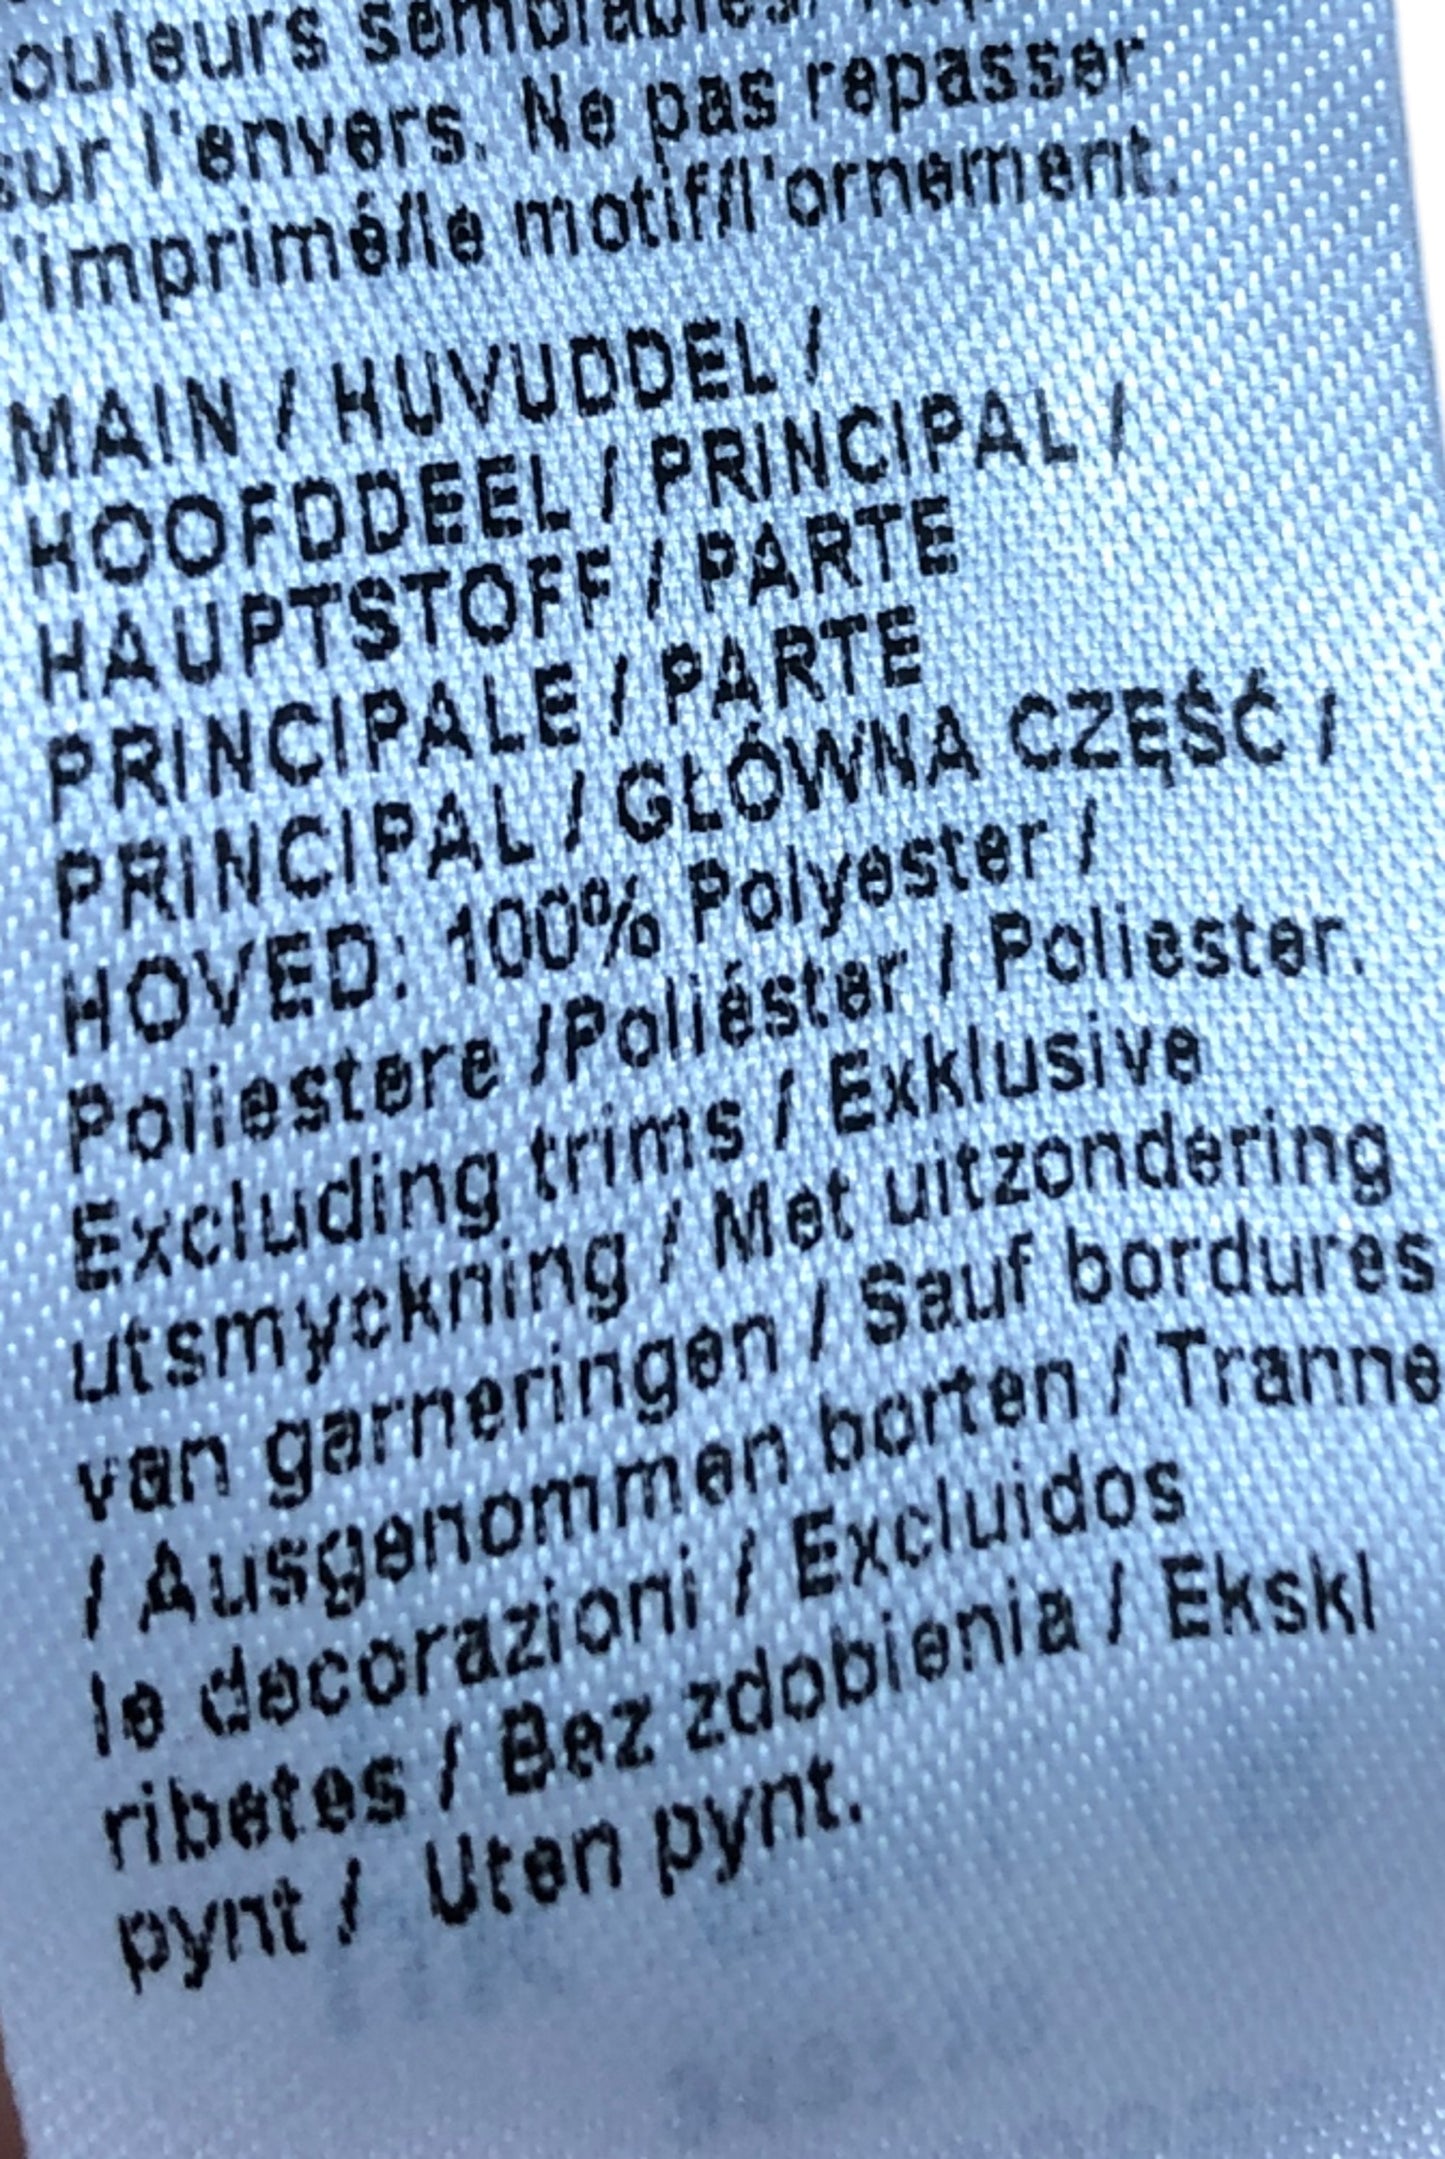 ouleurs semblables/
sur l'envers. Ne pas repasser
l'imprimé/le motif/l'ornement.
MAIN / HUVUDDEL /
HOOFDDEEL / PRINCIPAL /
HAUPTSTOFF / PARTE
PRINCIPALE / PARTE
PRINCIPAL / GŁÓWNA CZĘŚĆ /
HOVED: 100% Polyester /
Poliestere /Poliéster / Poliester.
Excluding trims / Exklusive
utsmyckning / Met uitzondering
van garneringen / Sauf bordures
/ Ausgenommen borten / Tranne
le decorazioni / Excluidos
ribetes / Bez zdobienia / Ekskl
pynt / Uten pynt.